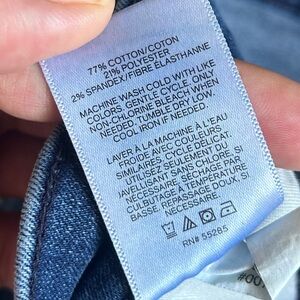 77% COTTON/COTON
21% POLYESTER
2% SPANDEX/FIBRE ELASTHANNE
MACHINE WASH COLD WITH LIKE
COLORS, GENTLE CYCLE. ONLY
NON-CHLORINE BLEACH WHEN
NEEDED. TUMBLE DRY LOW.
COOL IRON IF NEEDED.
LAVER À LA MACHINE À L'EAU
FROIDE AVEC COULEURS
SIMILAIRES, CYCLE DÉLICAT.
UTILISEZ SEULEMENT DU
JAVELLISANT SANS CHLORE, SI
NÉCESSAIRE. SÉCHAGE PAR
CULBUTAGE À TEMPÉRATURE
BASSE. REPASSAGE DOUX, SI
NÉCESSAIRE.
RN# 55285